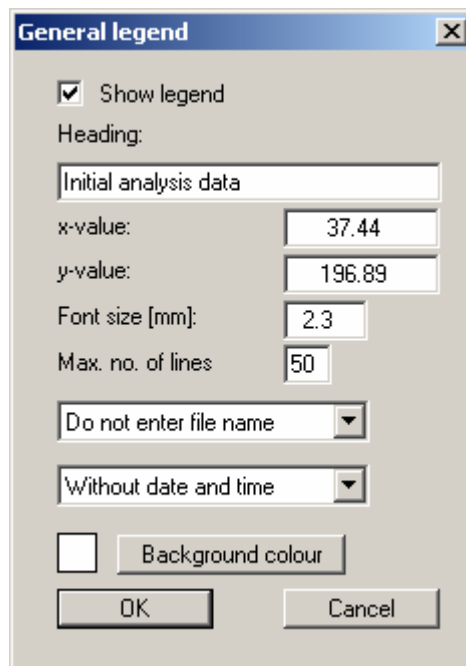 General legend
Show legend
Heading:
Initial analysis data
x-value: 37.44
y-value: 196.89
Font size [mm]: 2.3
Max. no. of lines 50
Do not enter file name
Without date and time
Background colour
OK Cancel